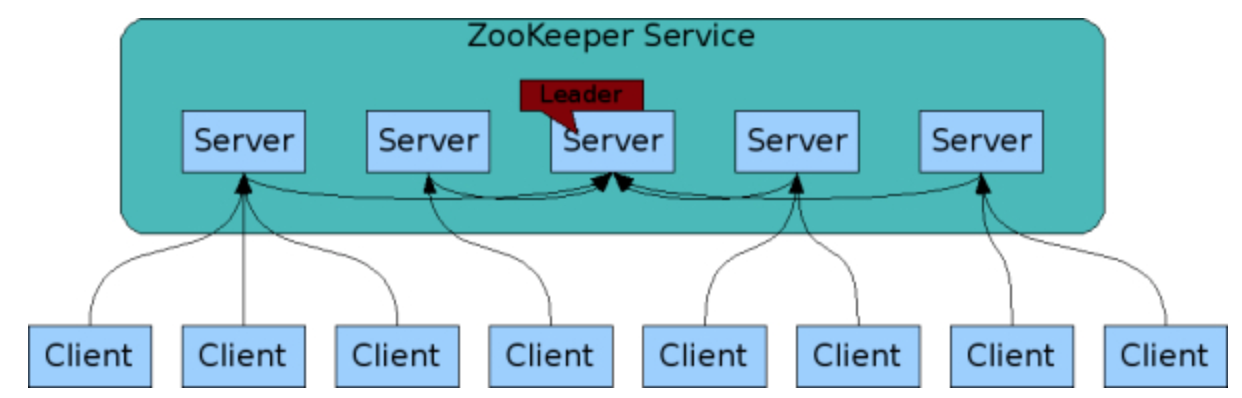 ZooKeeper Service
Leader
Server Server Server Server Server
Client Client Client Client Client Client Client Client